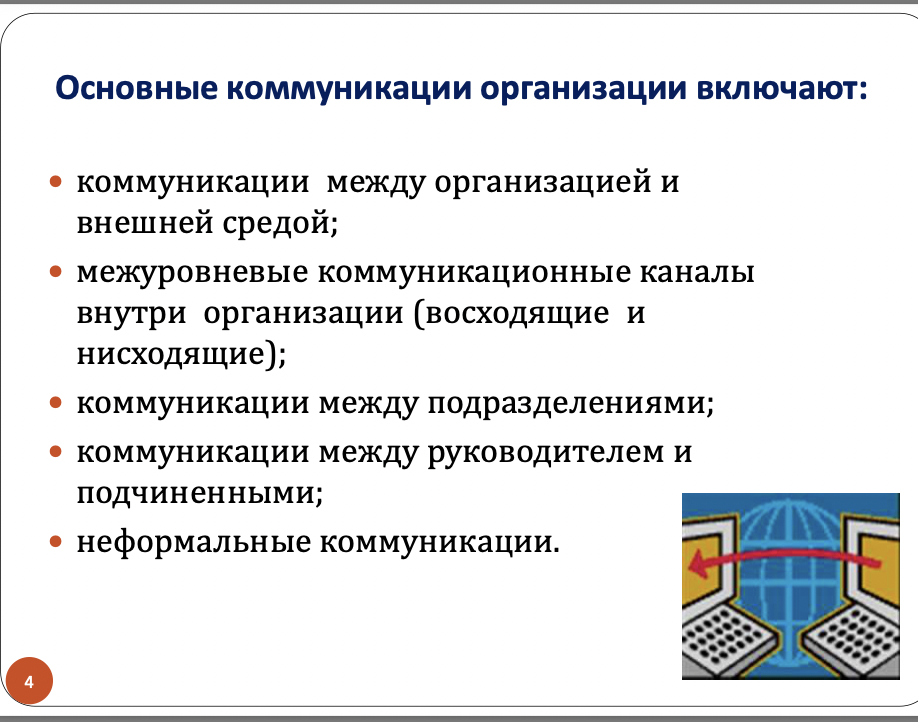 Основные коммуникации организации включают:
• коммуникации между организацией и
внешней средой;
• межуровневые коммуникационные каналы
внутри организации (восходящие и
нисходящие);
• коммуникации между подразделениями;
• коммуникации между руководителем и
подчиненными;
• неформальные коммуникации.
4